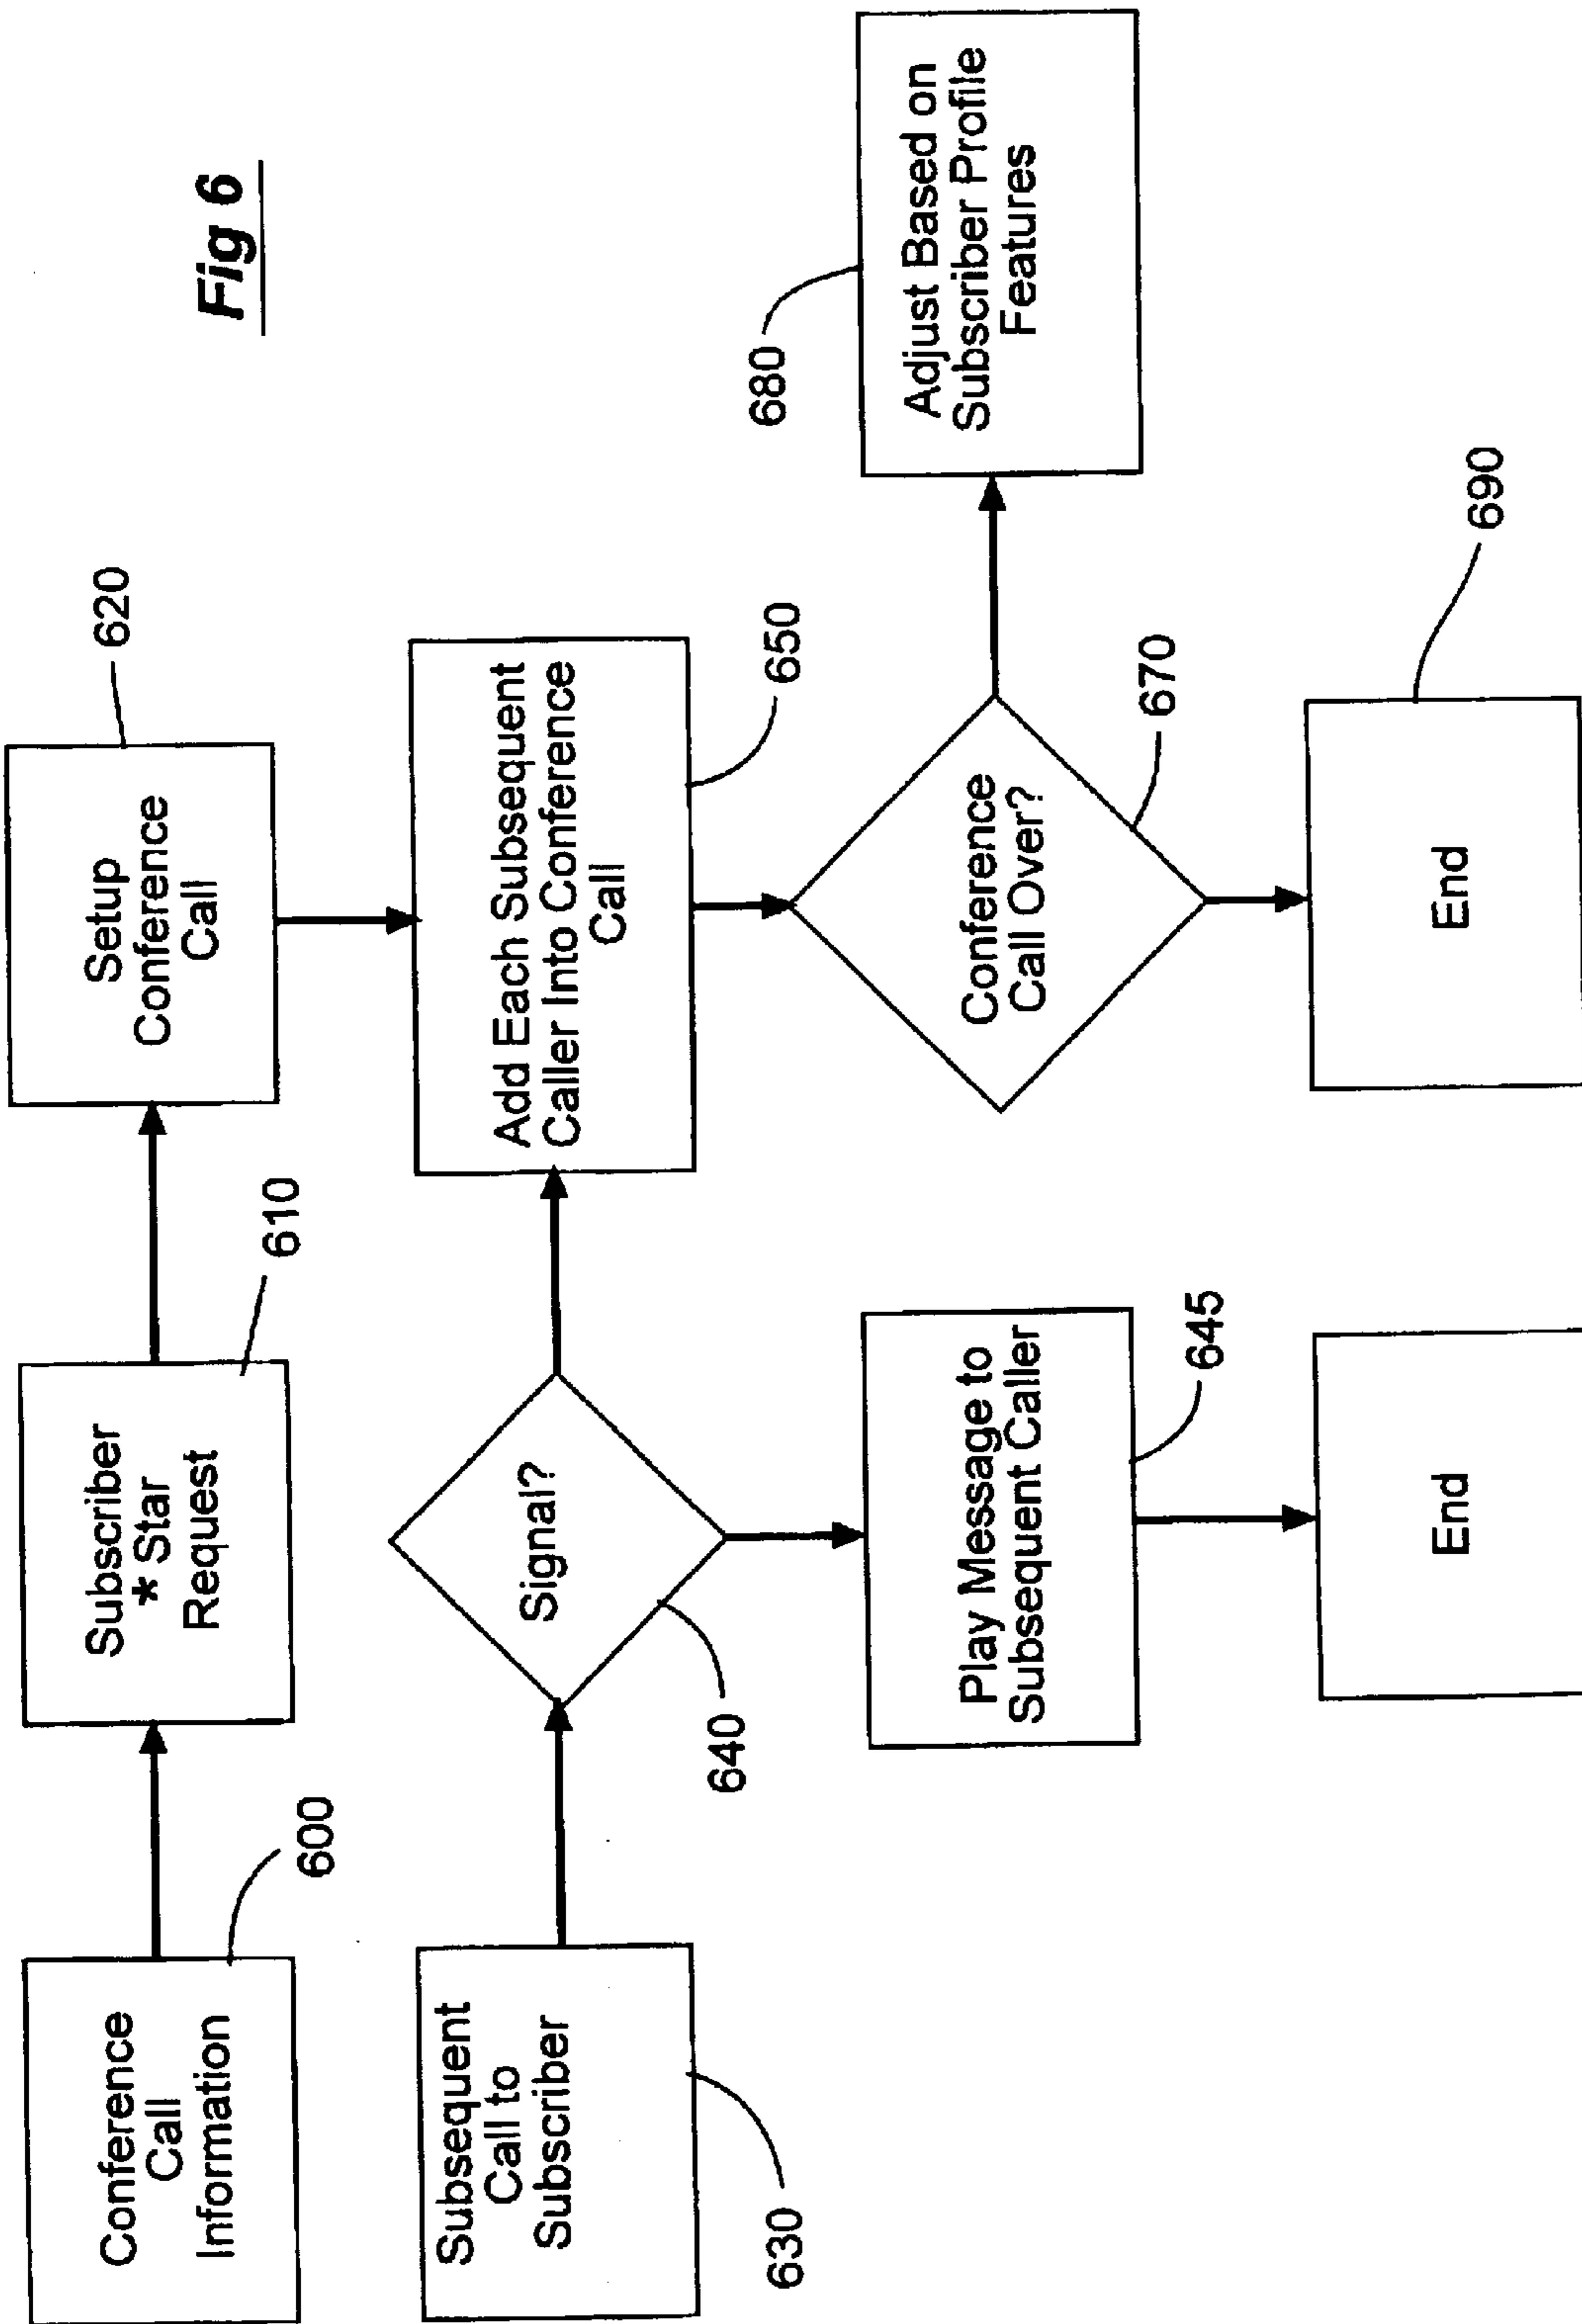 Fig 6
Conference
Call
Information
600
Subscriber
* Star
Request
610
Setup
Conference
Call
620
Subsequent
Call to
Subscriber
630
Signal?
640
Add Each Subsequent
Caller Into Conference
Call
650
Play Message to
Subsequent Caller
645
End
Conference
Call Over?
670
Adjust Based on
Subscriber Profile
Features
680
End
690